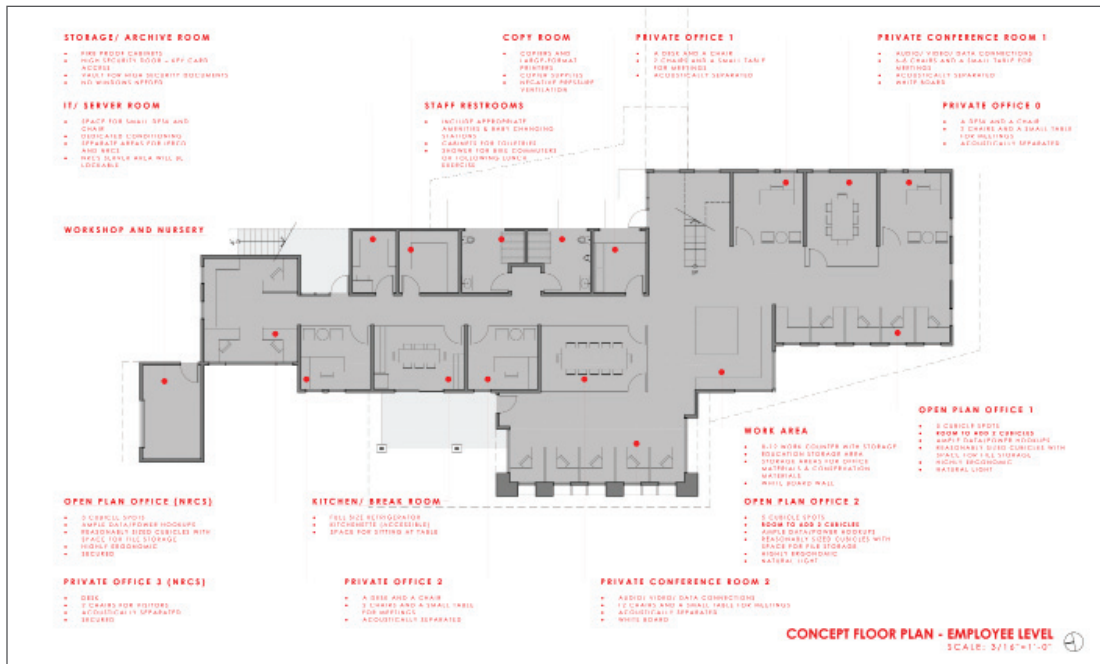 STORAGE/ ARCHIVE ROOM
FIRE PROOF CABINETS
HIGH SECURITY DOOR - KEY CARD
ACCESS
VAULT FOR HIGH SECURITY DOCUMENTS
NO WINDOWS NEEDED
COPY ROOM
COPIERS AND
LARGE-FORMAT
PRINTERS
COPIER SUPPLIES
NEGATIVE PRESSURE
VENTILATION
PRIVATE OFFICE 1
A DESK AND A CHAIR
2 CHAIRS AND A SMALL TABLE
FOR MEETINGS
ACOUSTICALLY SEPARATED
PRIVATE CONFERENCE ROOM 1
AUDIO/ VIDEO/ DATA CONNECTIONS
CHAIRS AND A SMALL TABLE FOR
MEETINGS
ACOUSTICALLY SEPARATED
WHITE BOARD
IT/ SERVER ROOM
SPACE FOR SMALL DESK AND
CHAIR
DEDICATED CONDITIONING
SEPARATE AREAS FOR
AND NRCS
NRCS SERVER AREA WILL BE
LOCKABLE
STAFF RESTROOMS
INCLUDE APPROPRIATE
AMENITIES & BABY CHANGING
STATIONS
CABINETS FOR TOILETRIES
SHOWER FOR BIKE COMMUTERS
OR FOLLOWING LUNCH
EXERCISE
PRIVATE OFFICE 0
A DESK AND A CHAIR
2 CHAIRS AND A SMALL TABLE
FOR MEETINGS
ACOUSTICALLY SEPARATED
WORKSHOP AND NURSERY
UP
WORK AREA
8-12 WORK COUNTER WITH STORAGE
EDUCATION STORAGE AREA
STORAGE AREAS FOR OFFICE
MATERIALS & CONSERVATION
MATERIALS
WHITE BOARD WALL
OPEN PLAN OFFICE 1
CUBICLE SPOTS
ROOM TO ADD 2 CUBICLES
AMPLE DATA/POWER HOOKUPS
REASONABLY SIZED CUBICLES WITH
SPACE FOR FILE STORAGE
HIGHLY ERGONOMIC
NATURAL LIGHT
OPEN PLAN OFFICE (NRCS)
CUBICLE SPOTS
AMPLE DATA/POWER HOOKUPS
REASONABLY SIZED CUBICLES WITH
SPACE FOR FILE STORAGE
HIGHLY ERGONOMIC
SECURED
KITCHEN/ BREAK ROOM
FULL SIZE REFRIGERATOR
KITCHENETTE (ACCESSIBLE)
SPACE FOR SITTING AT TABLE
OPEN PLAN OFFICE 2
CUBICLE SPOTS
ROOM TO ADD 2 CUBICLES
AMPLE DATA/POWER HOOKUPS
REASONABLY SIZED CUBICLES WITH
SPACE FOR FILE STORAGE
HIGHLY ERGONOMIC
NATURAL LIGHT
PRIVATE OFFICE 3 (NRCS)
DESK
2 CHAIRS FOR VISITORS
ACOUSTICALLY SEPARATED
SECURED
PRIVATE OFFICE 2
A DESK AND A CHAIR
CHAIRS AND A SMALL TABLE
FOR MEETINGS
ACOUSTICALLY SEPARATED
PRIVATE CONFERENCE ROOM 2
AUDIO/ VIDEO/ DATA CONNECTIONS
12 CHAIRS AND A SMALL TABLE FOR MEETINGS
ACOUSTICALLY SEPARATED
WHITE BOARD
CONCEPT FLOOR PLAN - EMPLOYEE LEVEL
SCALE: 3/16"=1'-0"